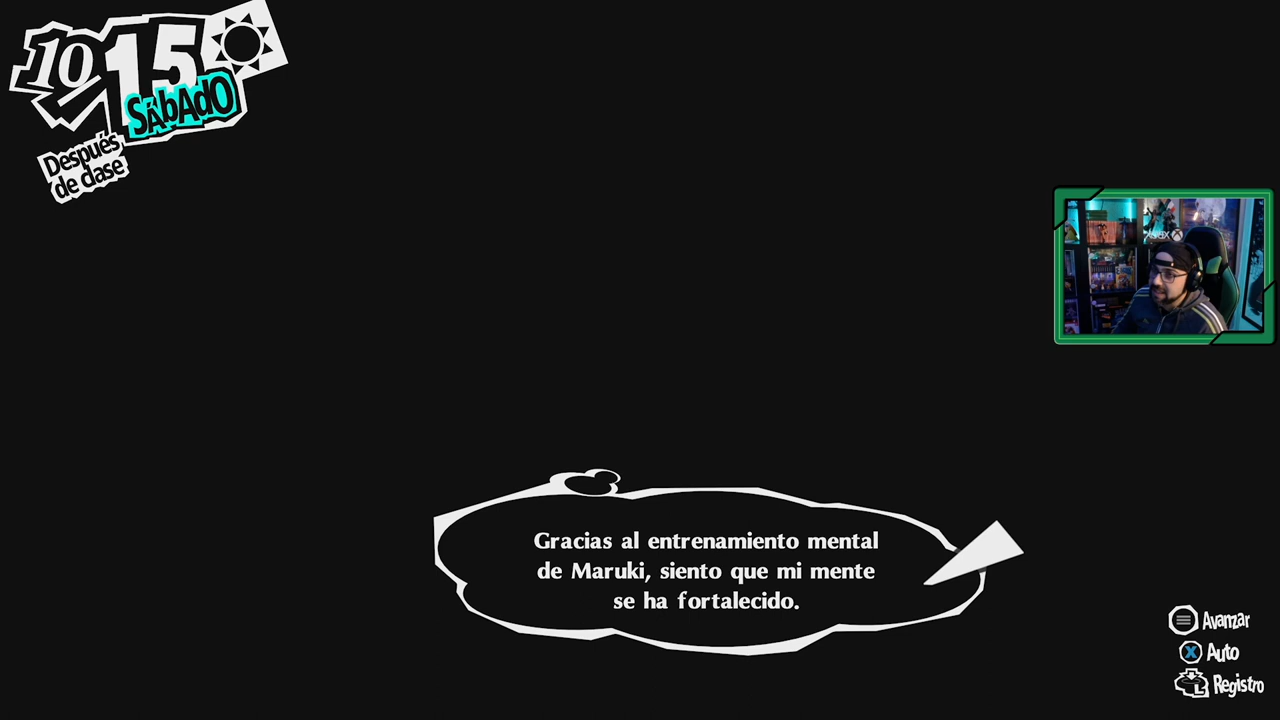 10 15
SÁbAdO
Después
de clase
XBOX
Gracias al entrenamiento mental
de Maruki, siento que mi mente
se ha fortalecido.
Avanzar
X Auto
L Registro